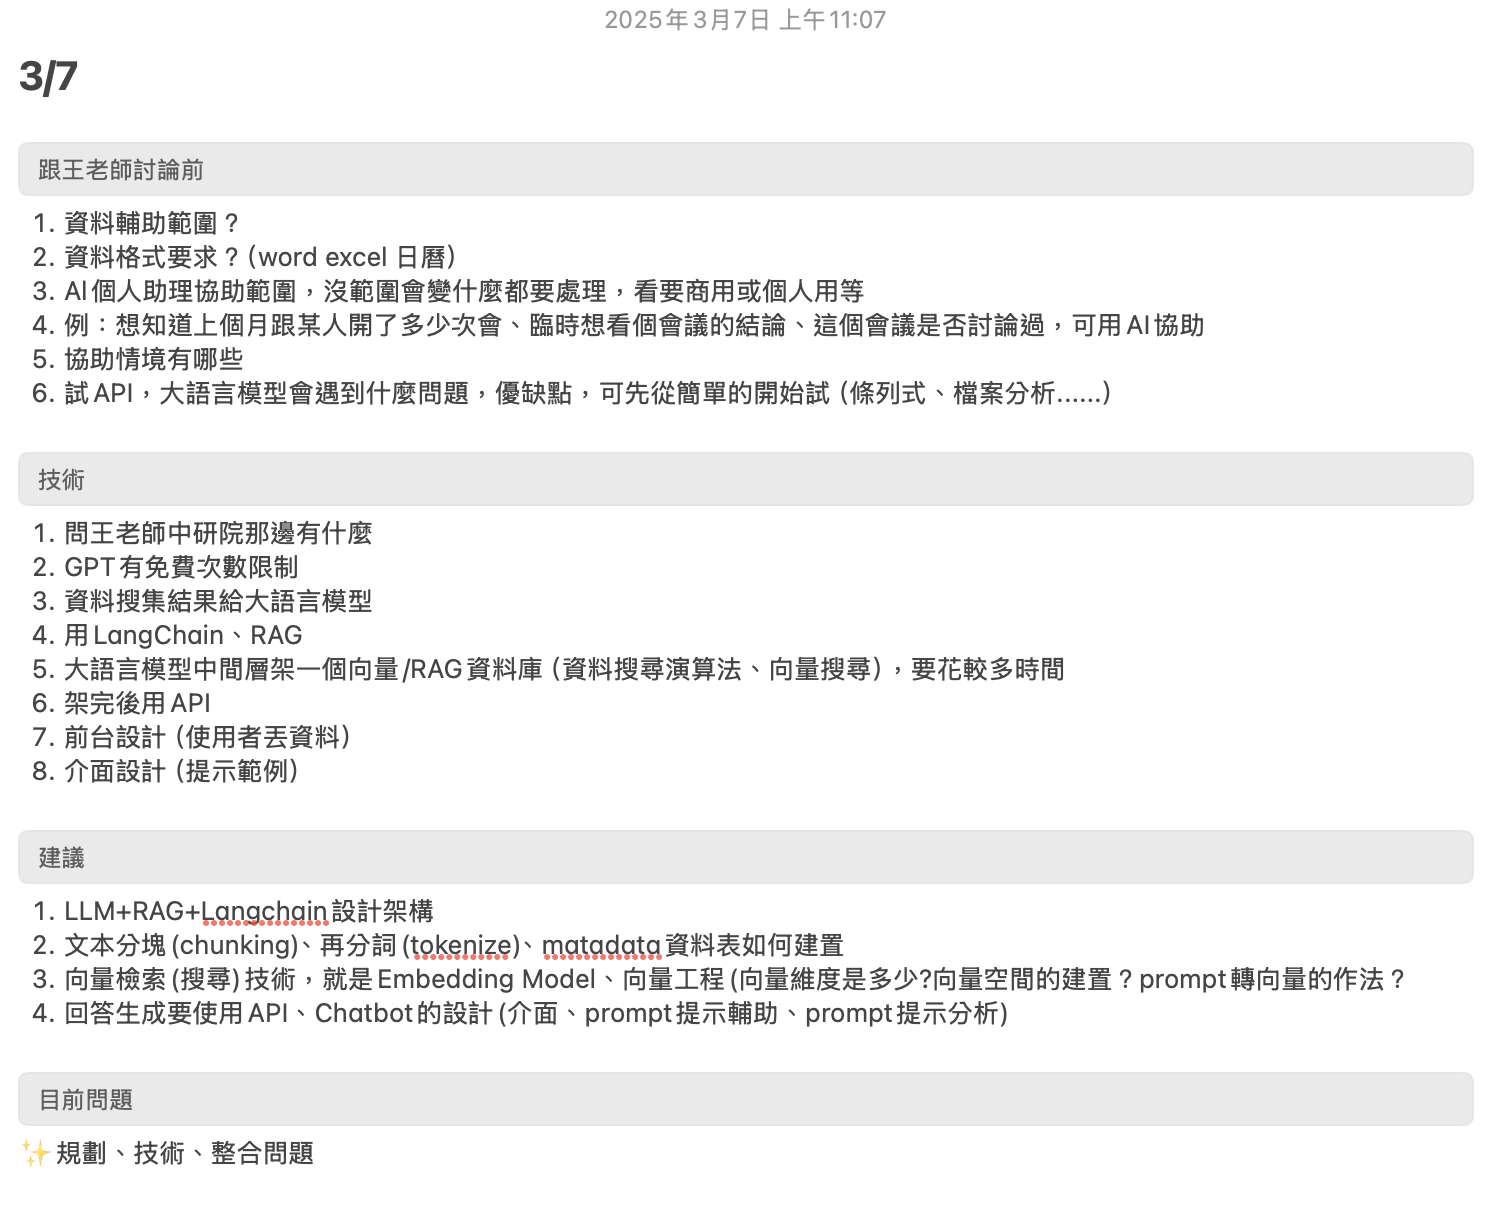 2025年3月7日 上午11:07
3/7
跟王老師討論前
1. 資料輔助範圍？
2. 資料格式要求？(word excel 日曆）
3. AI個人助理協助範圍，沒範圍會變什麼都要處理，看要商用或個人用等
4. 例：想知道上個月跟某人開了多少次會、臨時想看個會議的結論、這個會議是否討論過，可用AI協助
5. 協助情境有哪些
6. 試API，大語言模型會遇到什麼問題，優缺點，可先從簡單的開始試（條列式、檔案分析......）
技術
1. 問王老師中研院那邊有什麼
2. GPT有免費次數限制
3. 資料搜集結果給大語言模型
4. 用LangChain、RAG
5. 大語言模型中間層架一個向量/RAG資料庫（資料搜尋演算法、向量搜尋），要花較多時間
6. 架完後用API
7. 前台設計（使用者丟資料）
8. 介面設計（提示範例）
建議
1. LLM+RAG+Langchain設計架構
2. 文本分塊(chunking)、再分詞(tokenize)、matadata資料表如何建置
3. 向量檢索(搜尋)技術，就是Embedding Model、向量工程(向量維度是多少?向量空間的建置？prompt轉向量的作法？
4. 回答生成要使用API、Chatbot的設計(介面、prompt提示輔助、prompt提示分析)
目前問題
✨規劃、技術、整合問題